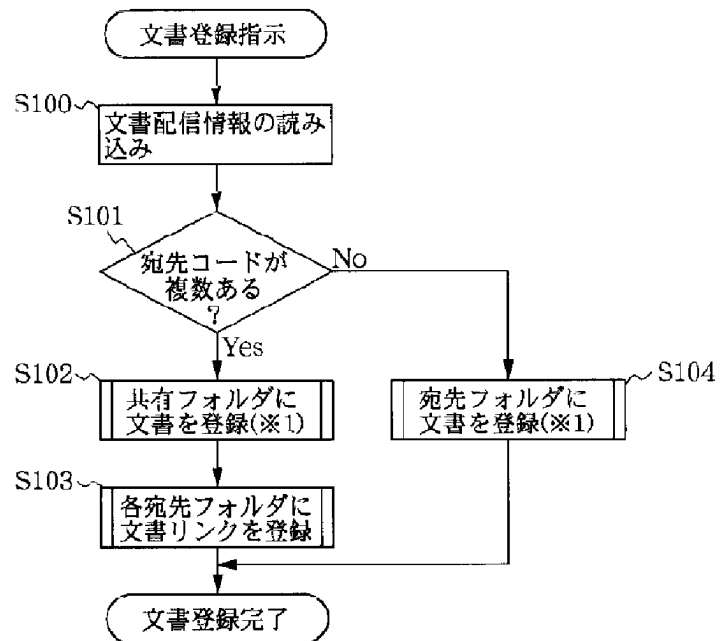 文書登録指示
S100
文書配信情報の読み
込み
S101
宛先コードが
複数ある
?
No
Yes
S102
共有フォルダに
文書を登録(※1)
S104
宛先フォルダに
文書を登録(※1)
S103
各宛先フォルダに
文書リンクを登録
文書登録完了